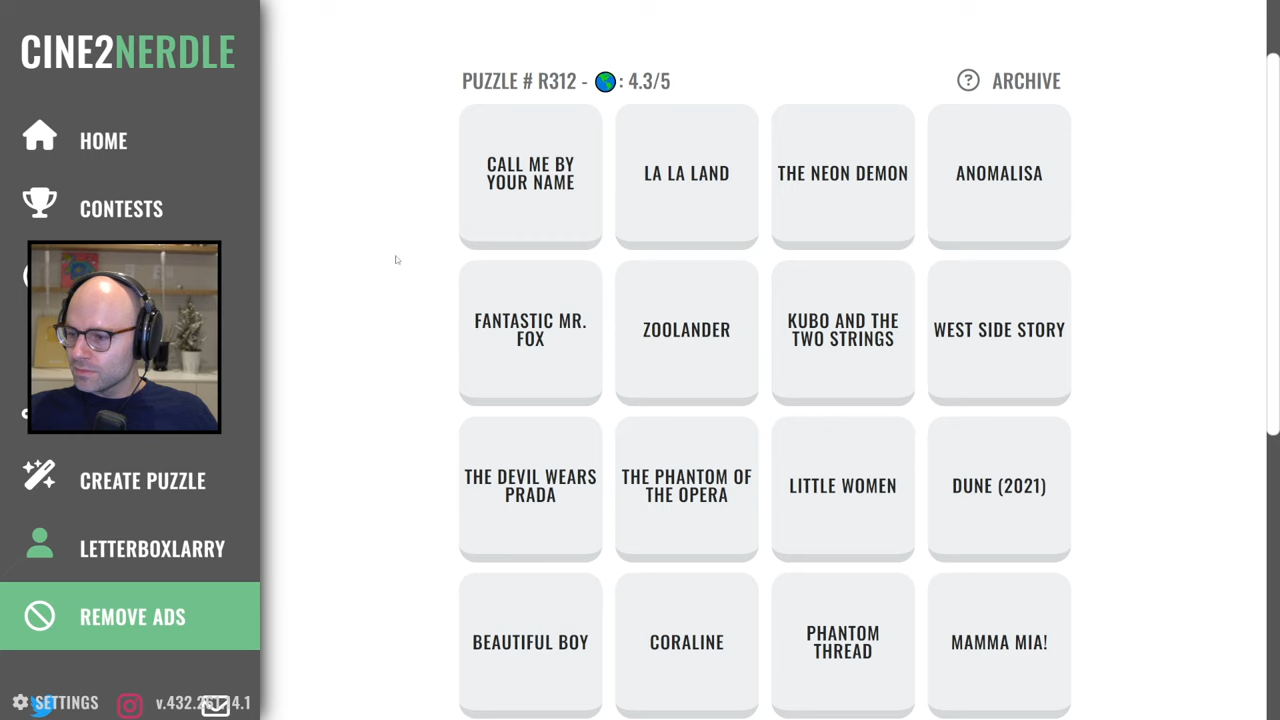 CINE2NERDLE
HOME
CONTESTS
CREATE PUZZLE
LETTERBOXLARRY
REMOVE ADS
SETTINGS
PUZZLE # R312 - : 4.3/5
? ARCHIVE
CALL ME BY
YOUR NAME
LA LA LAND
THE NEON DEMON
ANOMALISA
FANTASTIC MR.
FOX
ZOOLANDER
KUBO AND THE
TWO STRINGS
WEST SIDE STORY
THE DEVIL WEARS
PRADA
THE PHANTOM OF
THE OPERA
LITTLE WOMEN
DUNE (2021)
BEAUTIFUL BOY
CORALINE
PHANTOM
THREAD
MAMMA MIA!